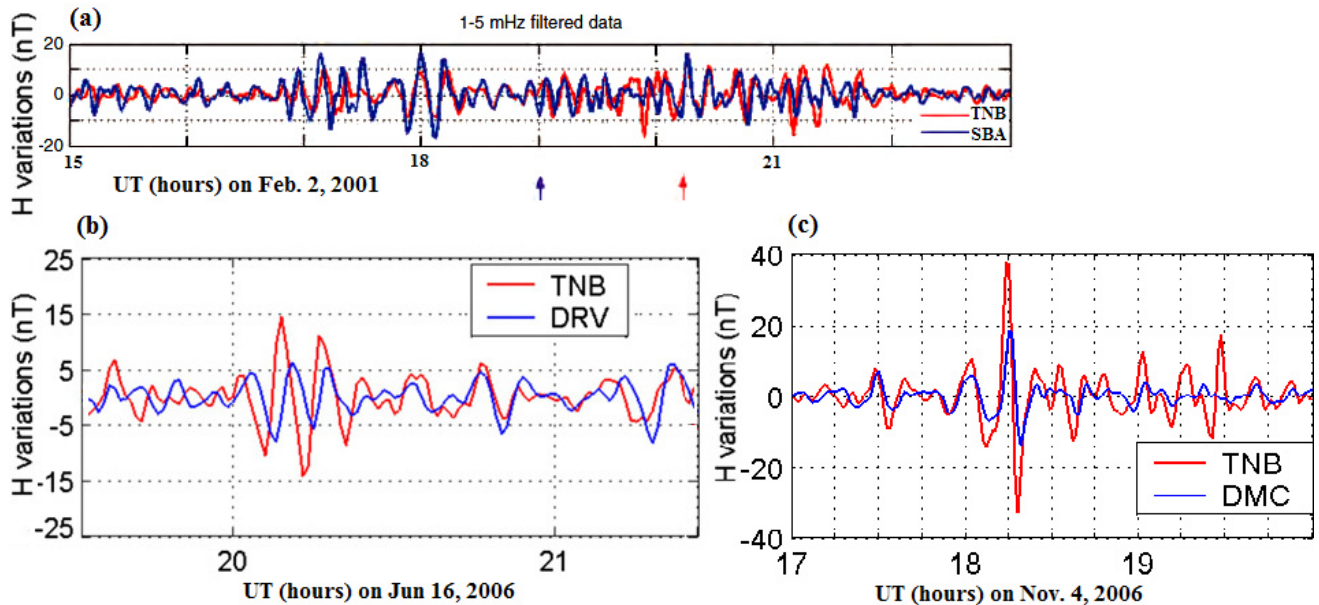 (a)
1-5 mHz filtered data
H variations (nT)
20
0
-20
TNB
SBA
15
18
21
UT (hours) on Feb. 2, 2001
(b)
H variations (nT)
25
15
5
-5
-15
-25
TNB
DRV
20
21
UT (hours) on Jun 16, 2006
(c)
H variations (nT)
40
20
0
-20
-40
TNB
DMC
17
18
19
UT (hours) on Nov. 4, 2006